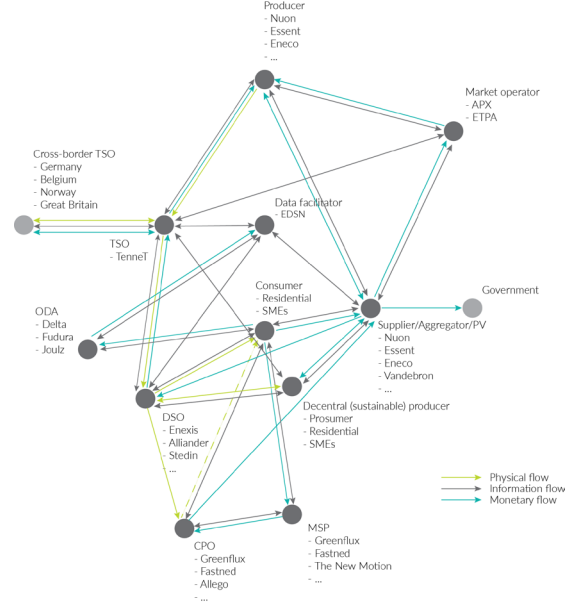 Producer
- Nuon
- Essent
- Eneco
- ...
Market operator
- APX
- ETPA
Cross-border TSO
- Germany
- Belgium
- Norway
- Great Britain
Data facilitator
- EDSN
TSO
- TenneT
Consumer
- Residential
- SMEs
Government
ODA
- Delta
- Fudura
- Joulz
Supplier/Aggregator/PV
- Nuon
- Essent
- Eneco
- Vandebron
- ...
Decentral (sustainable) producer
- Prosumer
- Residential
- SMEs
DSO
- Enexis
- Alliander
- Stedin
- ...
Physical flow
Information flow
Monetary flow
MSP
- Greenflux
- Fastned
- The New Motion
- ...
CPO
- Greenflux
- Fastned
- Allego
- ...